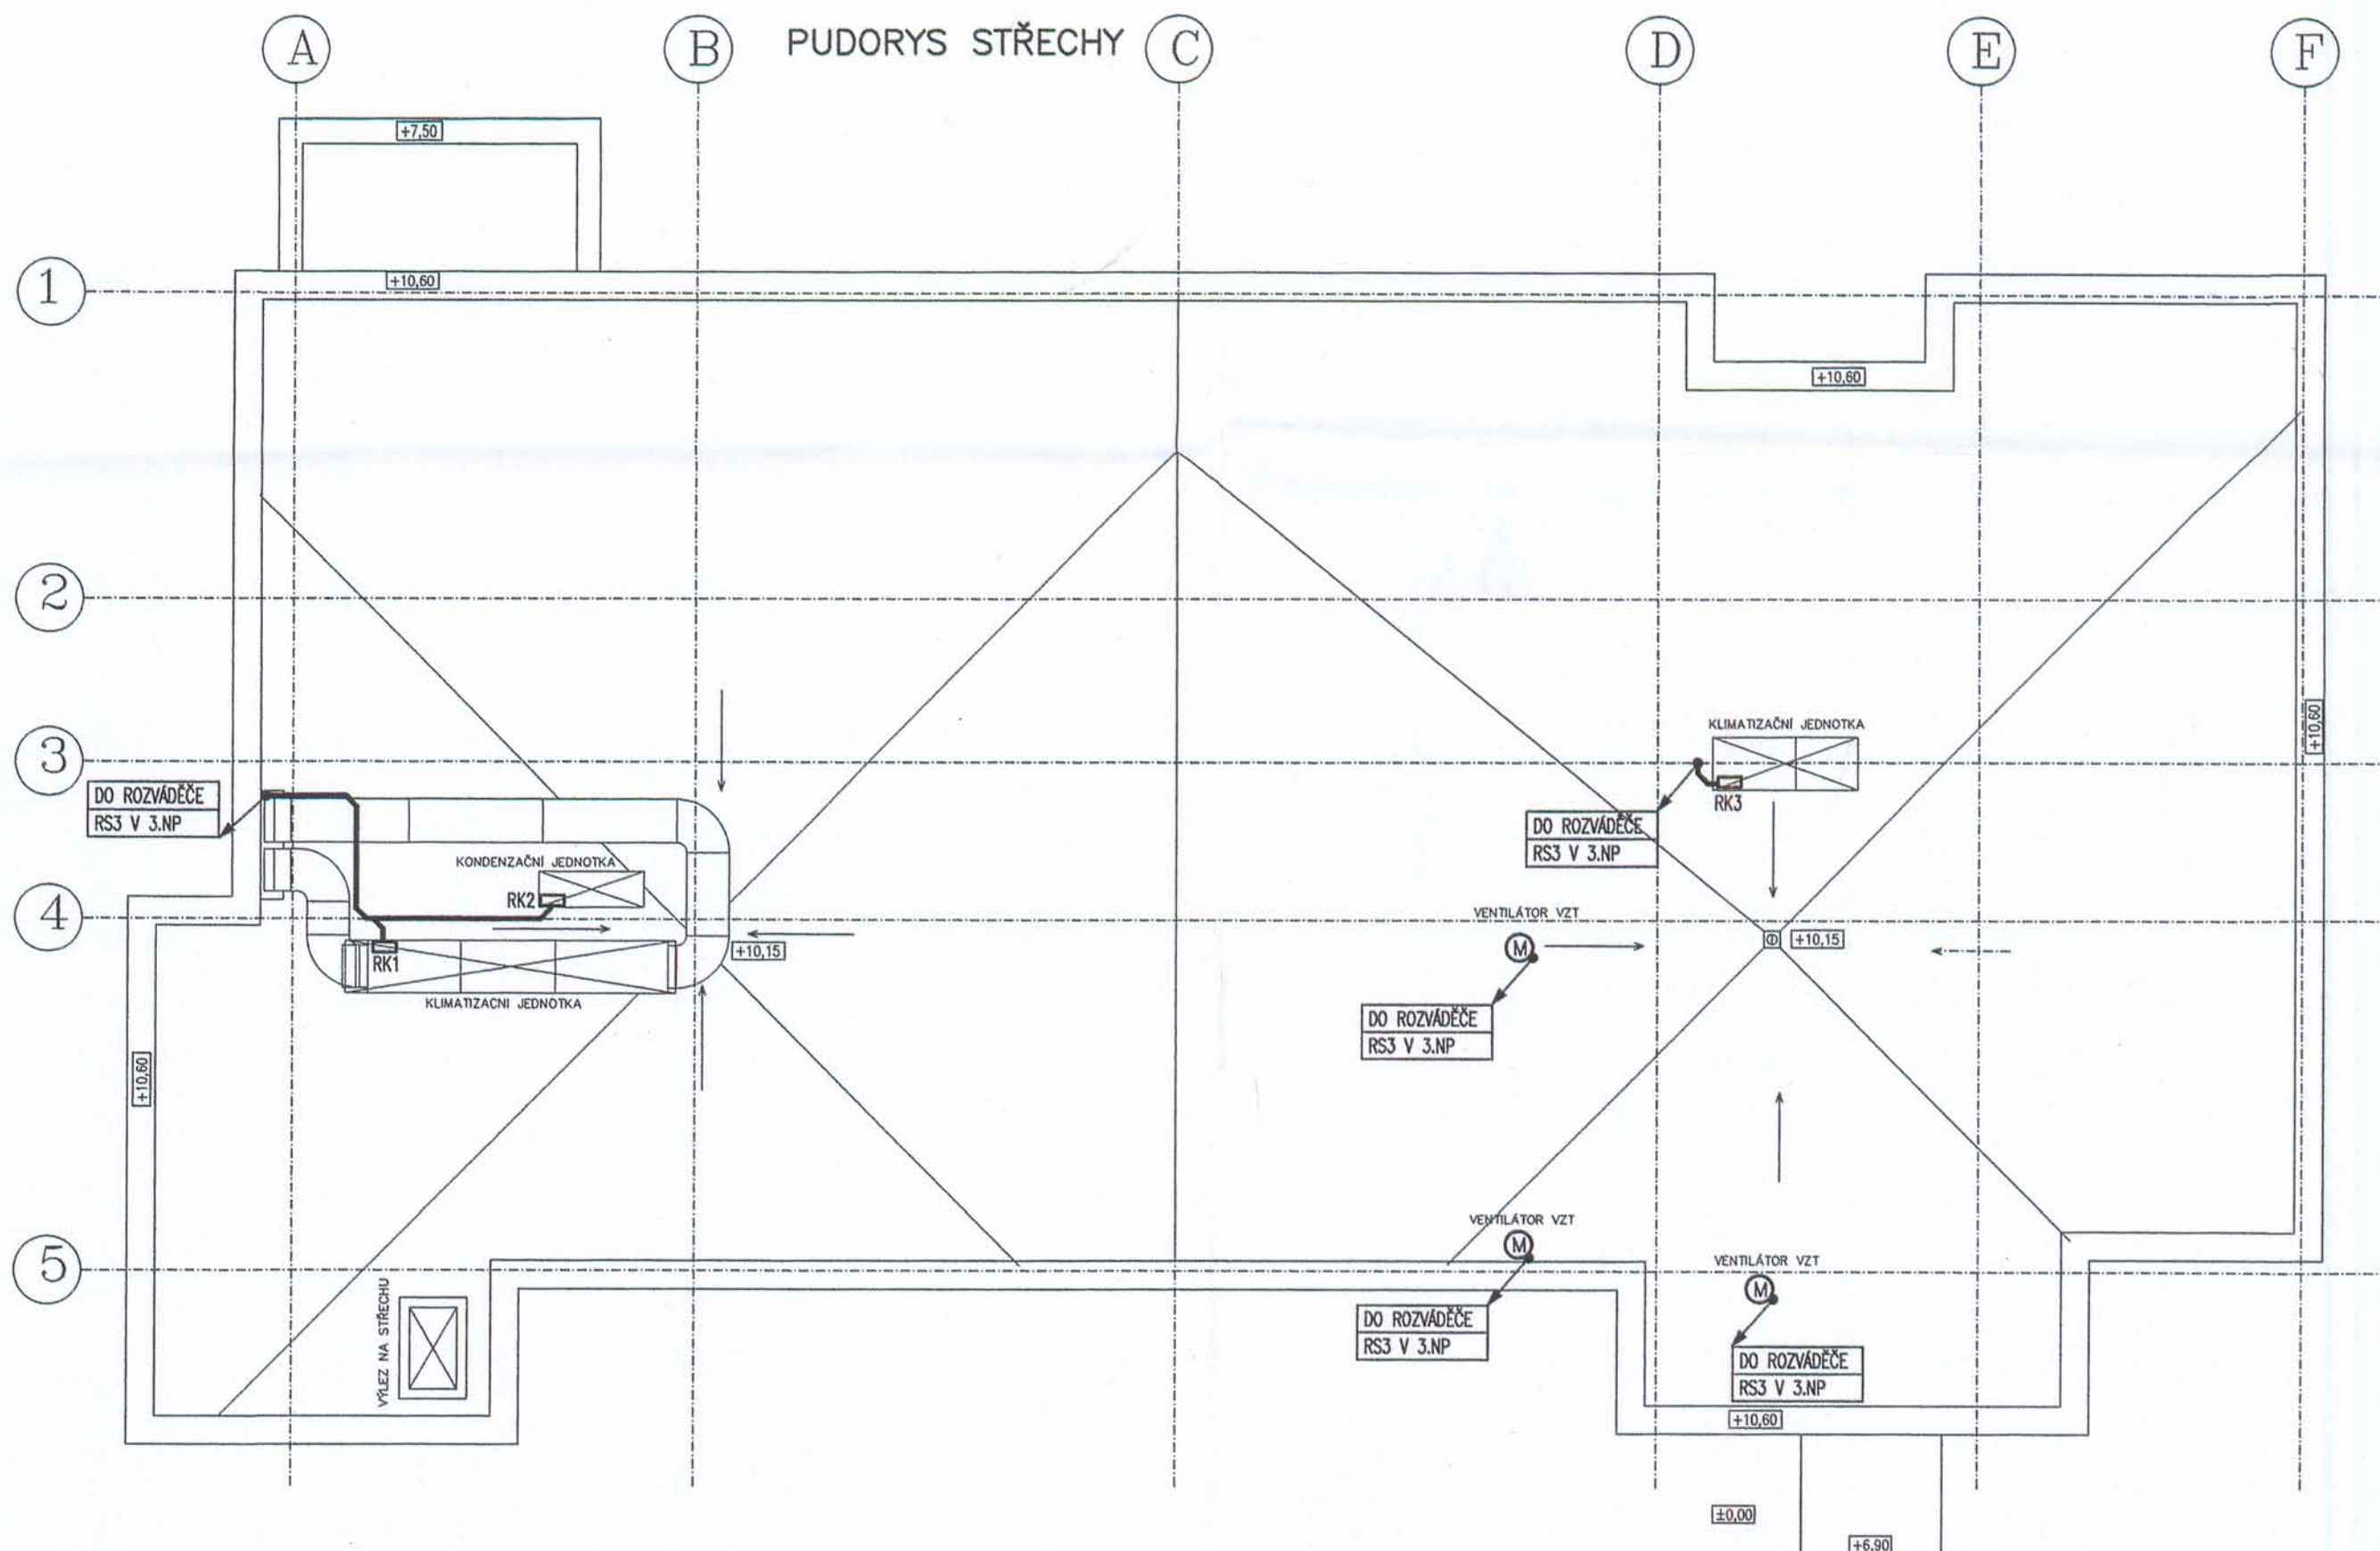 A
B
PUDORYS STŘECHY
C
D
E
F
+7,50
1
+10,60
+10,60
2
+10,60
3
KLIMATIZAČNÍ JEDNOTKA
RK3
DO ROZVÁDĚČE
RS3 V 3.NP
DO ROZVÁDĚČE
RS3 V 3.NP
KONDENZAČNÍ JEDNOTKA
RK2
4
VENTILÁTOR VZT
M
+10,15
+10,15
RK1
KLIMATIZACNI JEDNOTKA
DO ROZVÁDĚČE
RS3 V 3.NP
+10,60
VENTILÁTOR VZT
M
5
VENTILÁTOR VZT
M
VÝLEZ NA STŘECHU
DO ROZVÁDĚČE
RS3 V 3.NP
DO ROZVÁDĚČE
RS3 V 3.NP
+10,60
±0,00
+6,90